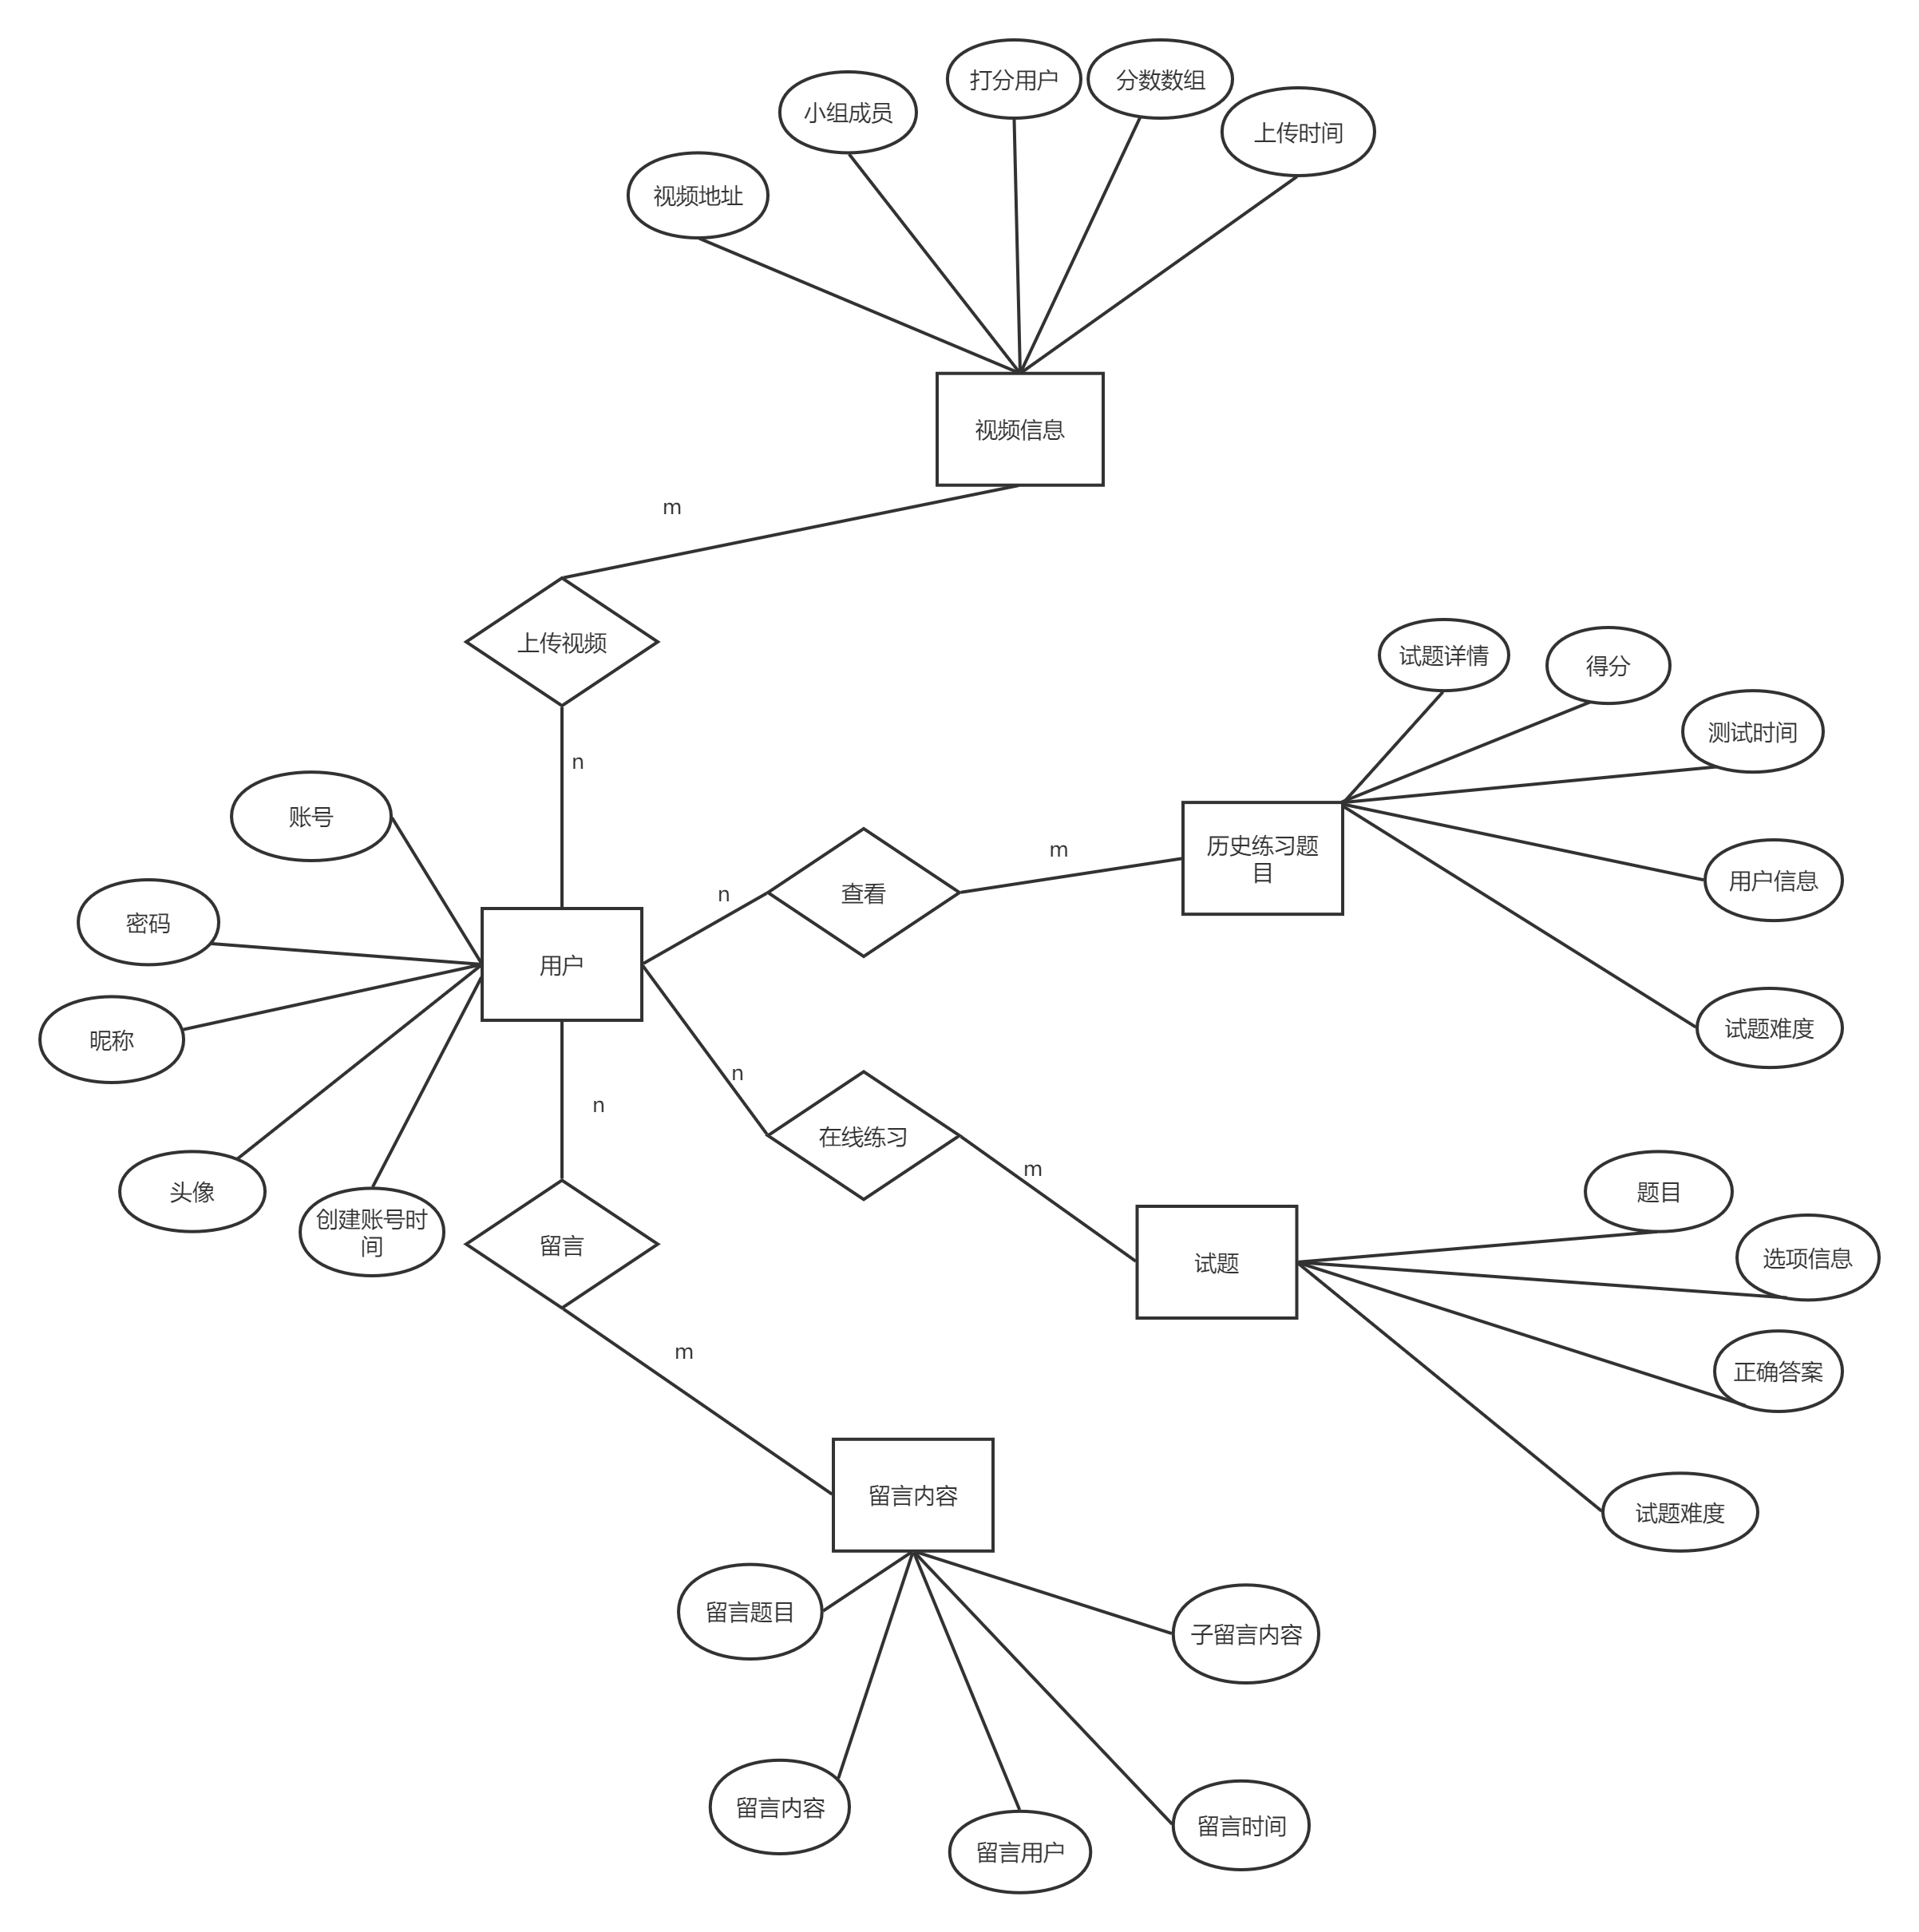 打分用户
分数数组
小组成员
上传时间
视频地址
视频信息
m
上传视频
试题详情
得分
测试时间
n
账号
历史练习题
目
m
查看
n
用户信息
密码
用户
试题难度
昵称
n
n
在线练习
m
头像
创建账号时
间
留言
题目
选项信息
试题
m
正确答案
留言内容
试题难度
留言题目
子留言内容
留言内容
留言时间
留言用户